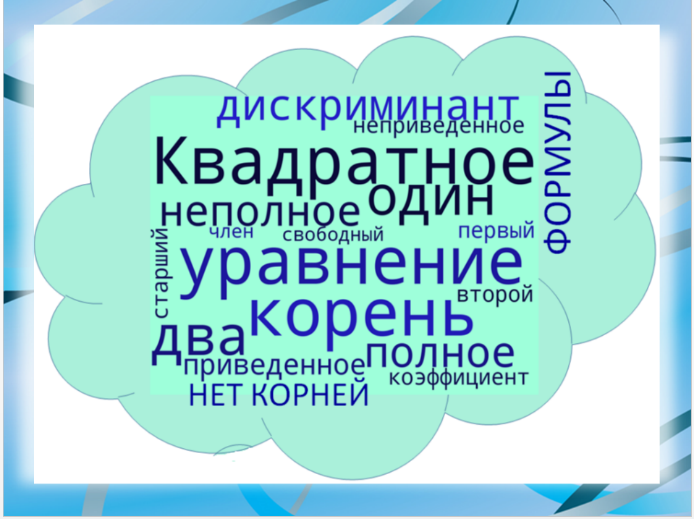 дискриминант
неприведенное
ФОРМУЛЫ
Квадратное
один
неполное
член
свободный
первый
старший
уравнение
второй
корень
два
полное
приведенное
коэффициент
НЕТ КОРНЕЙ